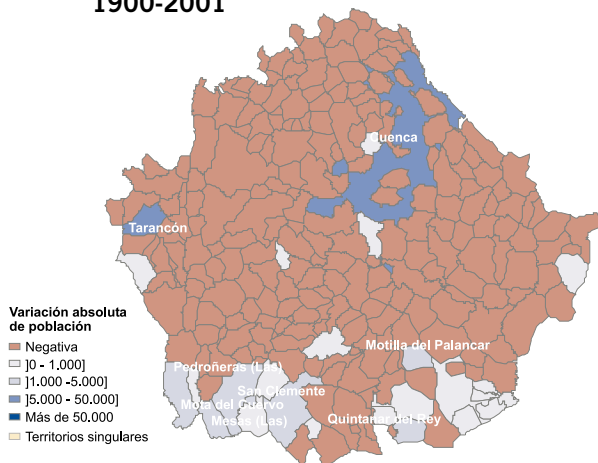 1900-2001
Cuenca
Tarancón
Motilla del Palancar
Pedroñeras (Las)
San Clemente
Mota del Cuervo
Mesas (Las)
Quintanar del Rey
Variación absoluta
de población
Negativa
]0 - 1.000]
]1.000 -5.000]
]5.000 - 50.000]
Más de 50.000
Territorios singulares